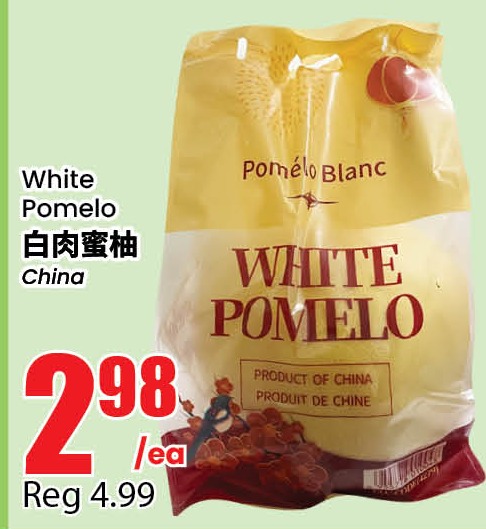 White
Pomelo
白肉蜜柚
China
2 98 /ea
Reg 4.99
Pomélo Blanc
WHITE
POMELO
PRODUCT OF CHINA
PRODUIT DE CHINE